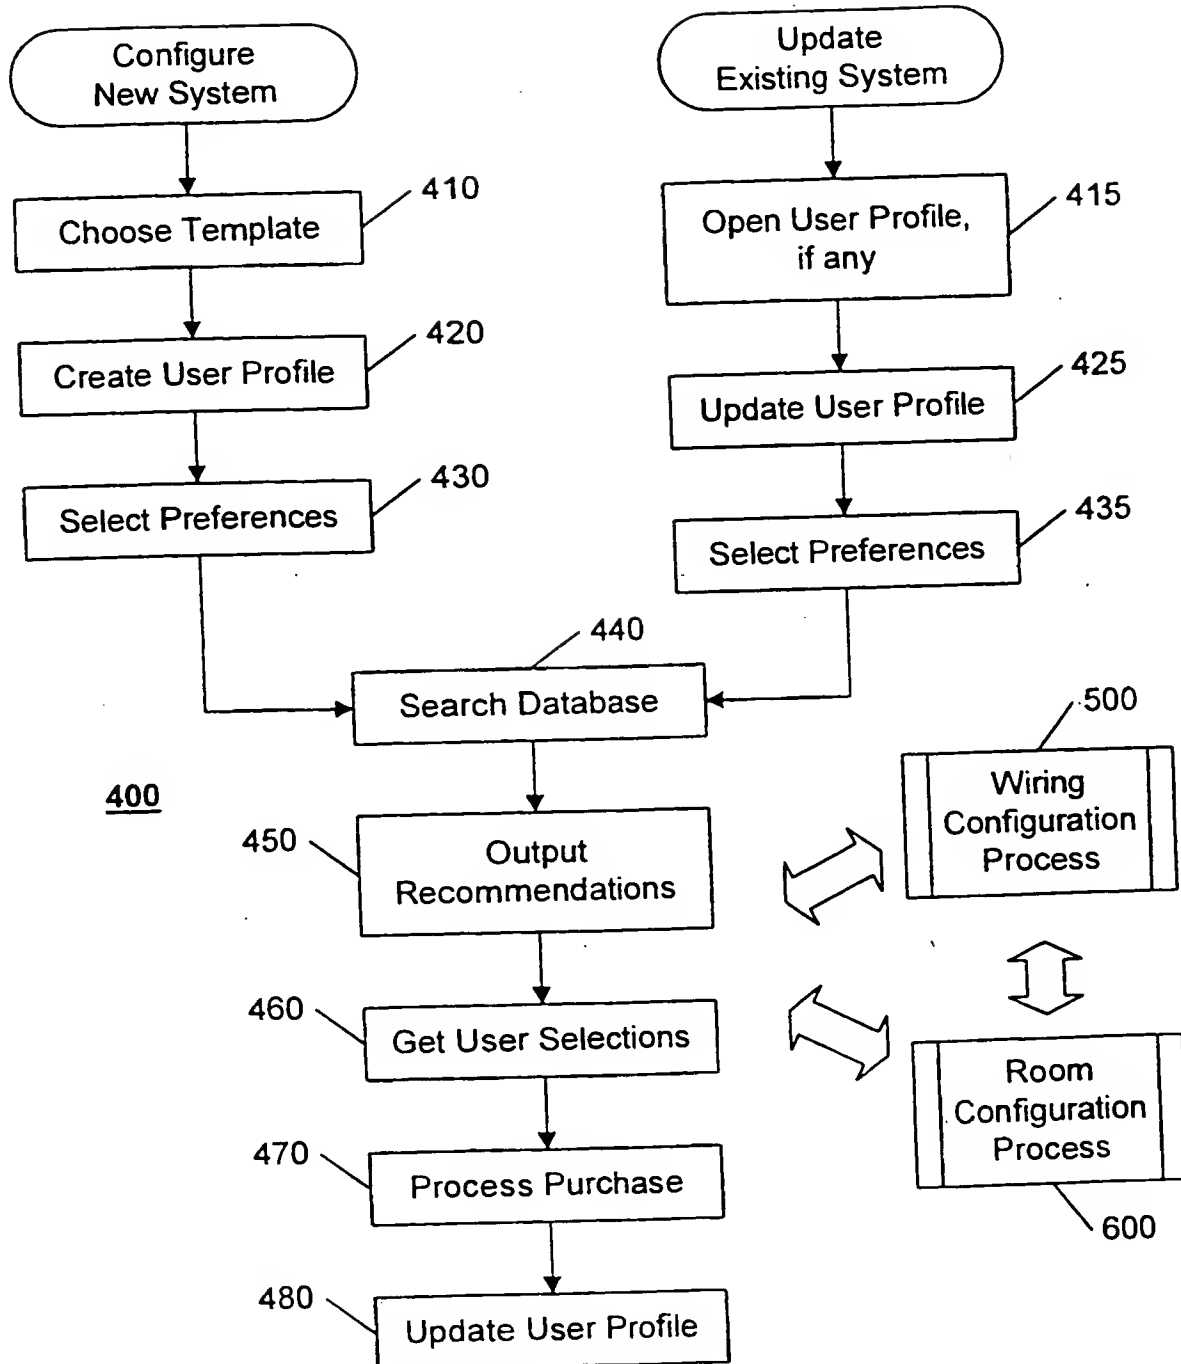 Configure
New System
Update
Existing System
410
Choose Template
415
Open User Profile,
if any
420
Create User Profile
425
Update User Profile
430
Select Preferences
435
Select Preferences
440
Search Database
400
500
Wiring
Configuration
Process
450
Output
Recommendations
460
Get User Selections
Room
Configuration
Process
600
470
Process Purchase
480
Update User Profile